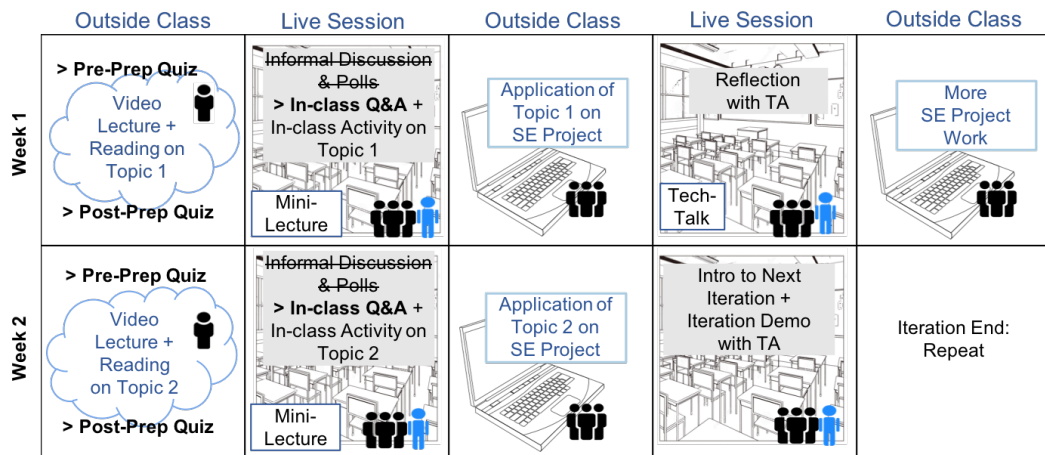 Outside Class
Live Session
Outside Class
Live Session
Outside Class
Week 1
> Pre-Prep Quiz
Video
Lecture +
Reading on
Topic 1
> Post-Prep Quiz
Informal Discussion
& Polls
> In-class Q&A +
In-class Activity on
Topic 1
Mini-
Lecture
Application of
Topic 1 on
SE Project
Reflection
with TA
Tech-
Talk
More
SE Project
Work
Week 2
> Pre-Prep Quiz
Video
Lecture +
Reading
on Topic 2
> Post-Prep Quiz
Informal Discussion
& Polls
> In-class Q&A +
In-class Activity on
Topic 2
Mini-
Lecture
Application of
Topic 2 on
SE Project
Intro to Next
Iteration +
Iteration Demo
with TA
Iteration End:
Repeat